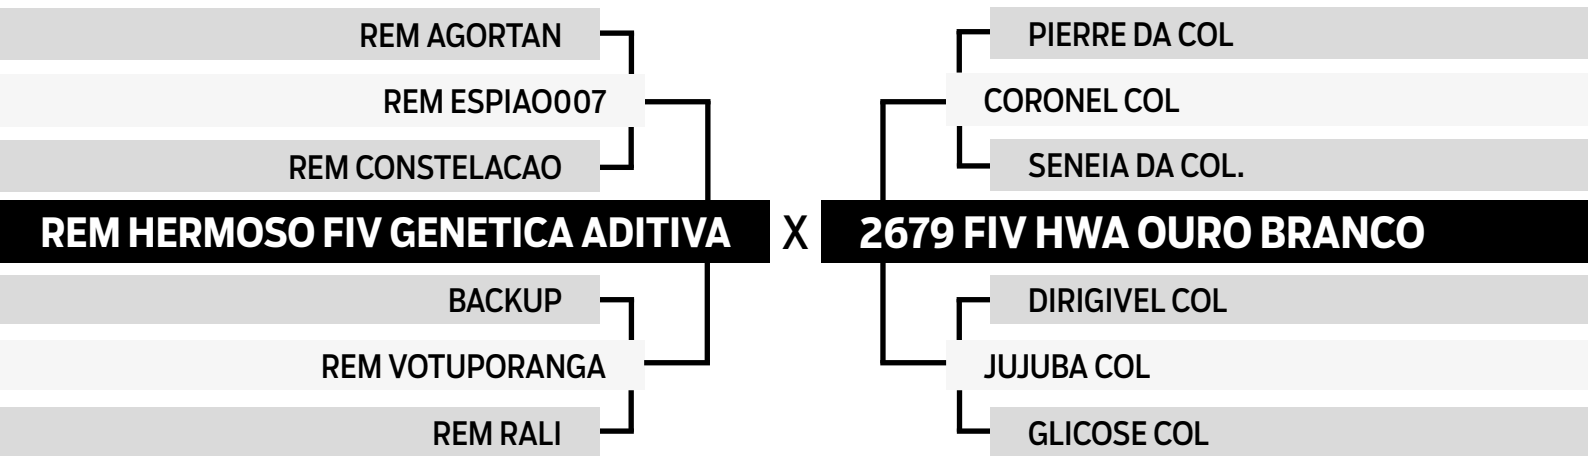 REM AGORTAN
REM ESPIAO007
REM CONSTELACAO
REM HERMOSO FIV GENETICA ADITIVA
BACKUP
REM VOTUPORANGA
REM RALI
X
PIERRE DA COL
CORONEL COL
SENEIA DA COL.
2679 FIV HWA OURO BRANCO
DIRIGIVEL COL
JUJUBA COL
GLICOSE COL